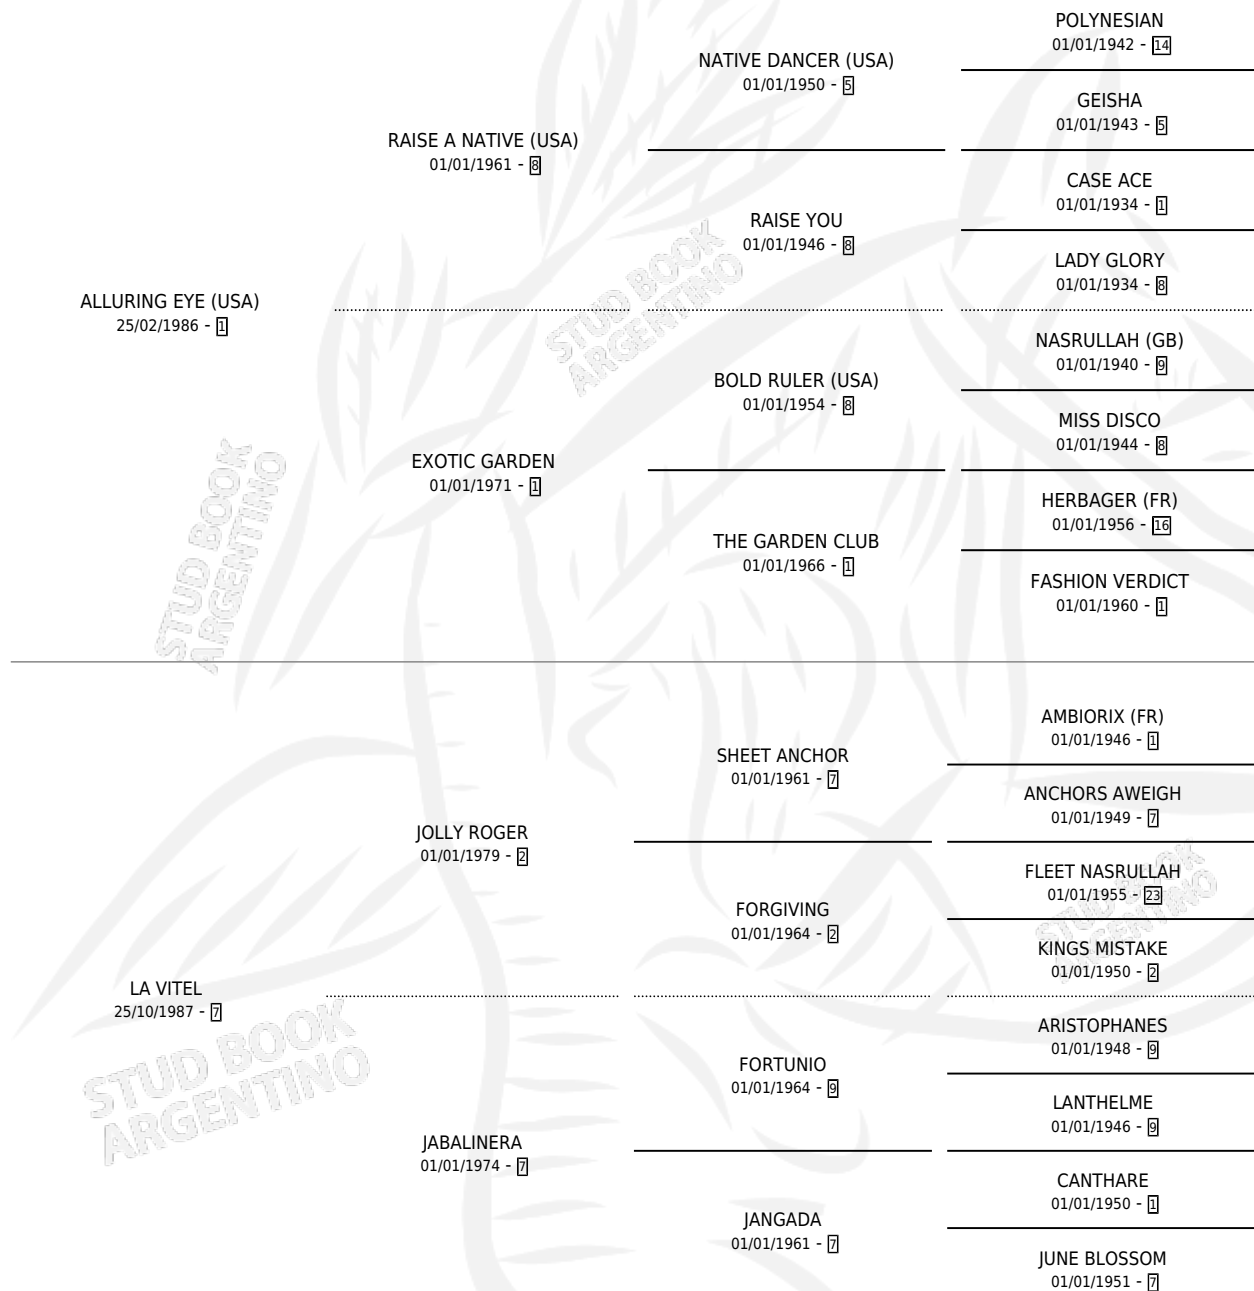 POLYNESIAN
01/01/1942 - 14
NATIVE DANCER (USA)
01/01/1950 - 5
GEISHA
01/01/1943 - 5
RAISE A NATIVE (USA)
01/01/1961 - 8
CASE ACE
01/01/1934 - 1
RAISE YOU
01/01/1946 - 8
LADY GLORY
01/01/1934 - 8
ALLURING EYE (USA)
25/02/1986 - 1
NASRULLAH (GB)
01/01/1940 - 9
BOLD RULER (USA)
01/01/1954 - 8
MISS DISCO
01/01/1944 - 8
EXOTIC GARDEN
01/01/1971 - 1
HERBAGER (FR)
01/01/1956 - 16
THE GARDEN CLUB
01/01/1966 - 1
FASHION VERDICT
01/01/1960 - 1
AMBIORIX (FR)
01/01/1946 - 1
SHEET ANCHOR
01/01/1961 - 7
ANCHORS AWEIGH
01/01/1949 - 7
JOLLY ROGER
01/01/1979 - 2
FLEET NASRULLAH
01/01/1955 - 23
FORGIVING
01/01/1964 - 2
KINGS MISTAKE
01/01/1950 - 2
LA VITEL
25/10/1987 - 7
ARISTOPHANES
01/01/1948 - 9
FORTUNIO
01/01/1964 - 9
LANTHELME
01/01/1946 - 9
JABALINERA
01/01/1974 - 7
CANTHARE
01/01/1950 - 1
JANGADA
01/01/1961 - 7
JUNE BLOSSOM
01/01/1951 - 7
STUD BOOK
ARGENTINO
STUD BOOK
ARGENTINO
STUD BOOK
ARGENTINO
STUD BOOK
ARGENTINO